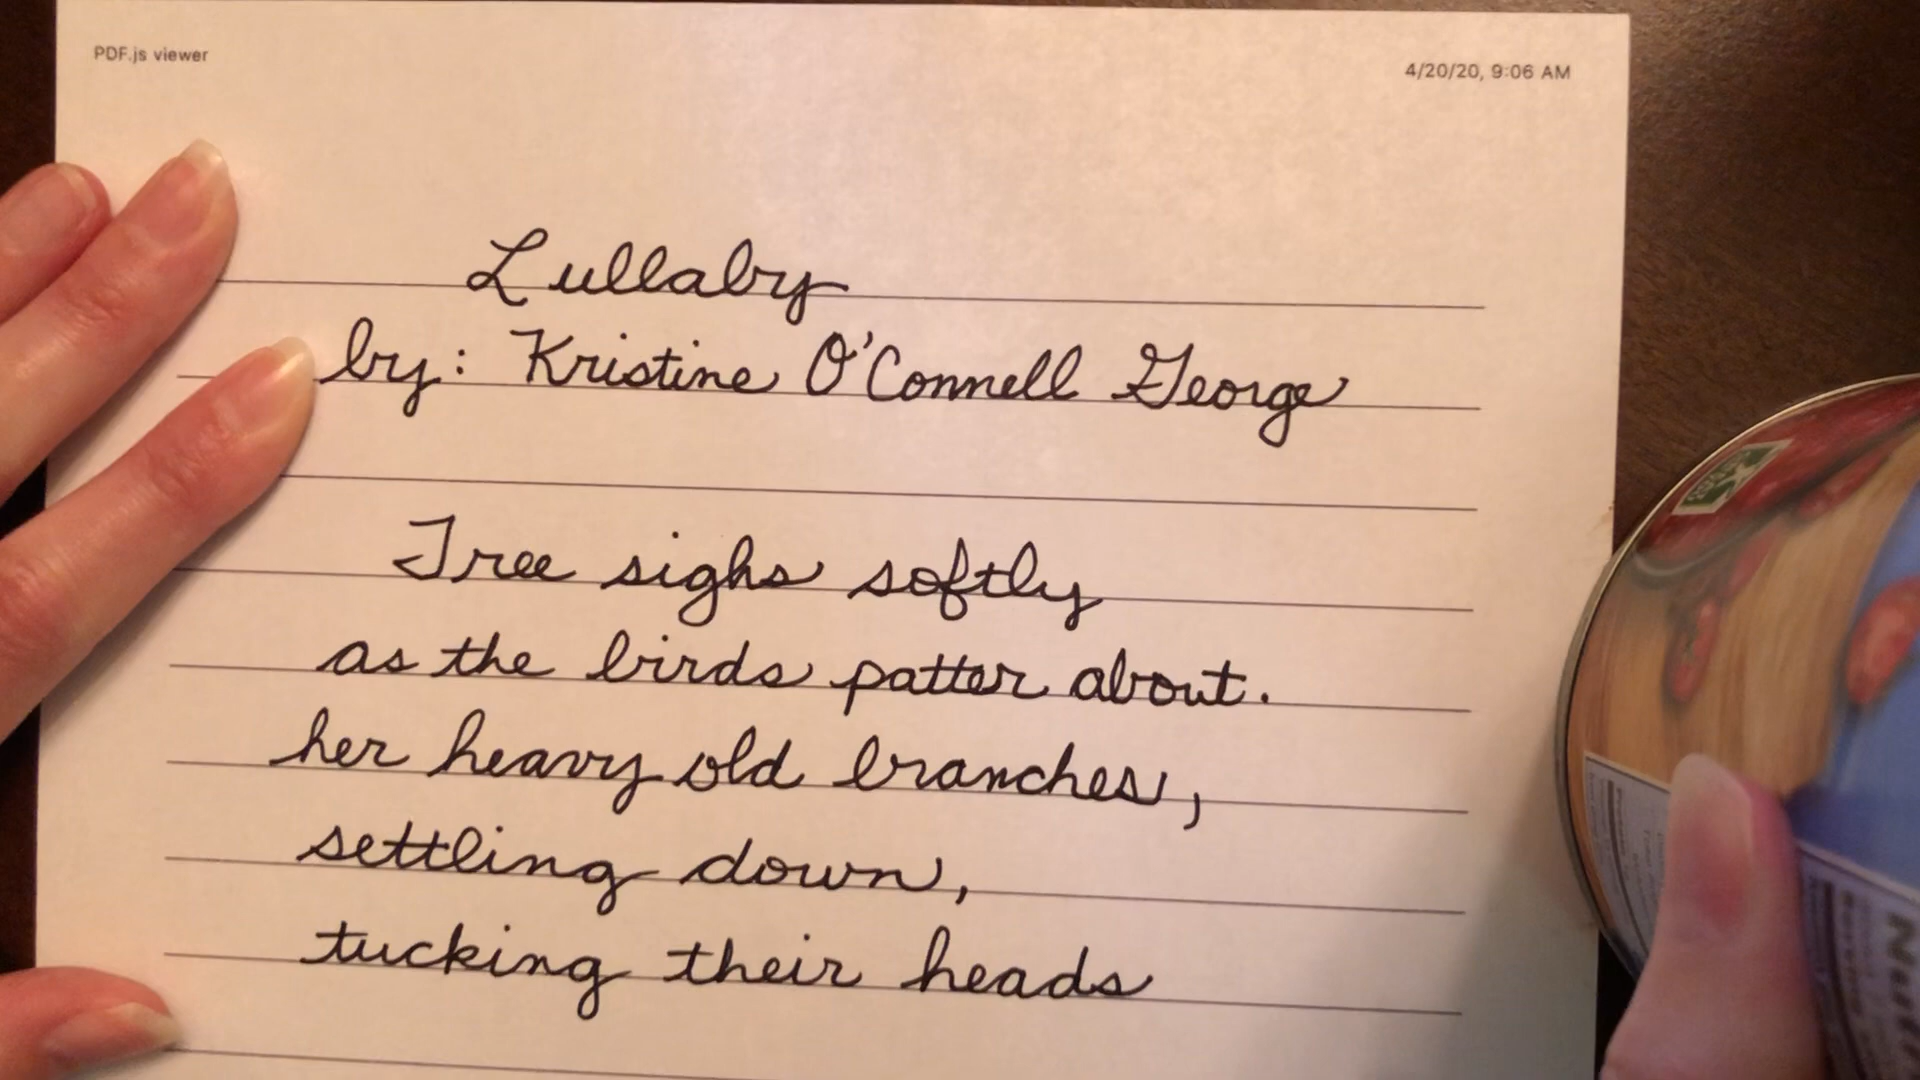 PDF.js viewer
4/20/20, 9:06 AM
Lullaby
by: Kristine O'Connell George
Tree sighs softly
as the birds patter about.
her heavy old branches,
settling down,
tucking their heads